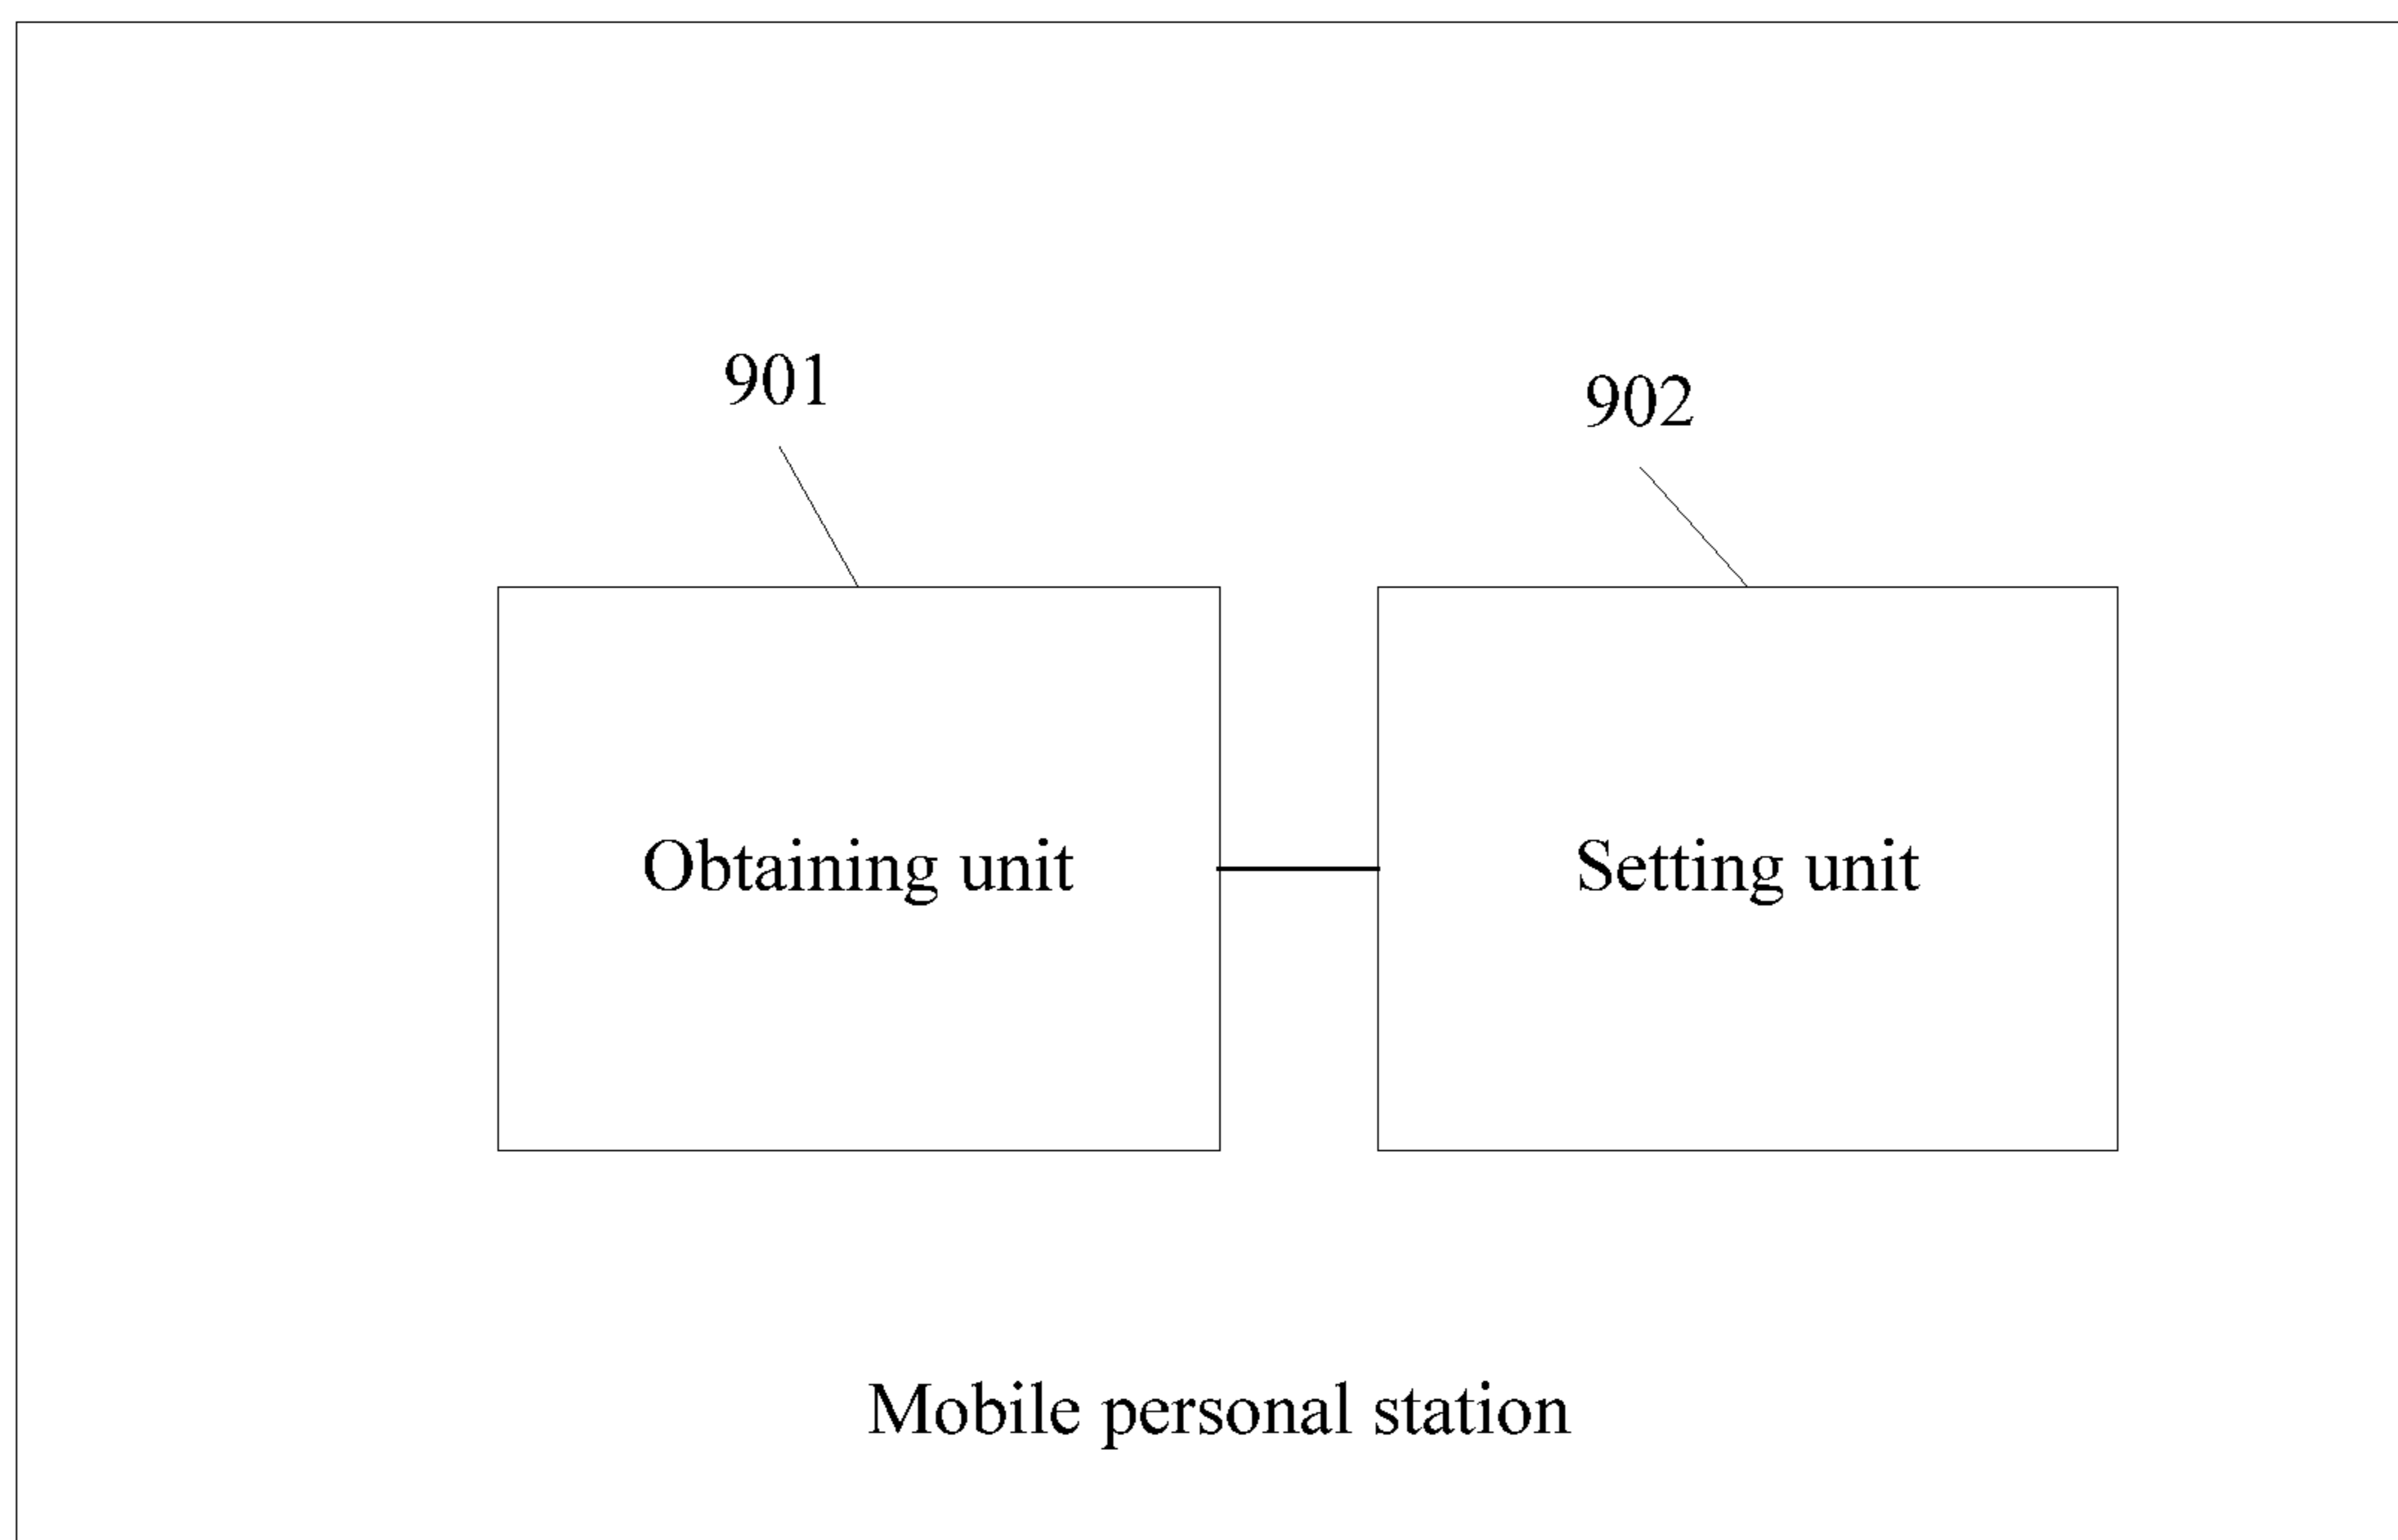 901
902
Obtaining unit
Setting unit
Mobile personal station